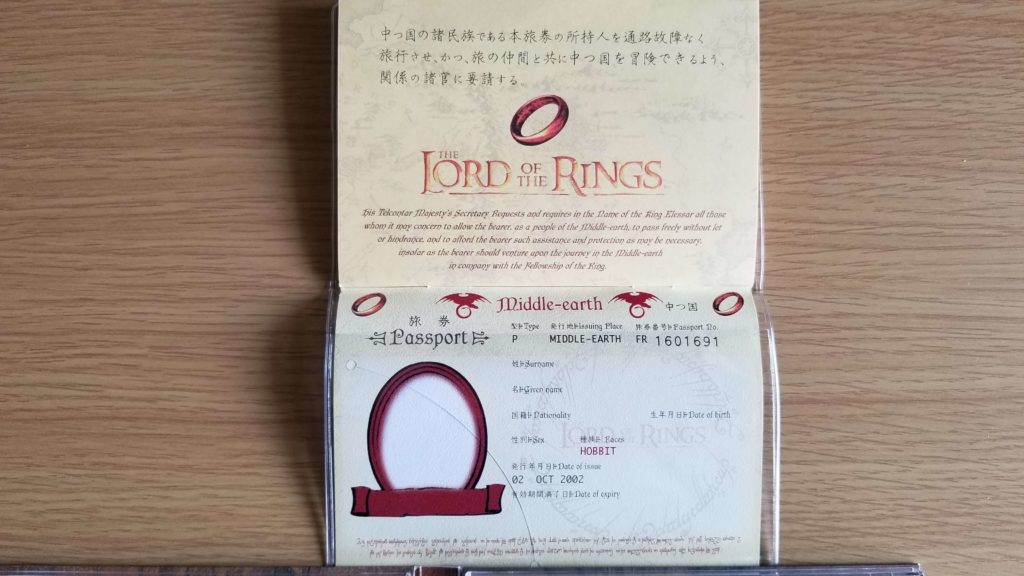 中つ国の諸民族である本旅券の所持人を通路故障なく
旅行させ、かつ、旅の仲間と共に中つ国を冒険できるよう、
関係の諸官に要請する。
THE LORD OF THE RINGS
His Telcontar Majesty's Secretary Requests and requires in the Name of the King Elessar all those
whom it may concern to allow the bearer, as a people of the Middle-earth, to pass freely without let
or hindrance, and to afford the bearer such assistance and protection as may be necessary,
insofar as the bearer should venture upon the journey in the Middle-earth
in company with the Fellowship of the Ring.
Middle-earth 中つ国
旅券
Passport
型 Type 発行地 Issuing Place 旅券番号 Passport No.
P MIDDLE-EARTH FR 1601691
姓 Surname
名 Given name
国籍 Nationality 生年月日 Date of birth
LORD OF THE RINGS
性別 Sex 種族 Races
HOBBIT
発行年月日 Date of issue
02 OCT 2002
有効期間満了日 Date of expiry